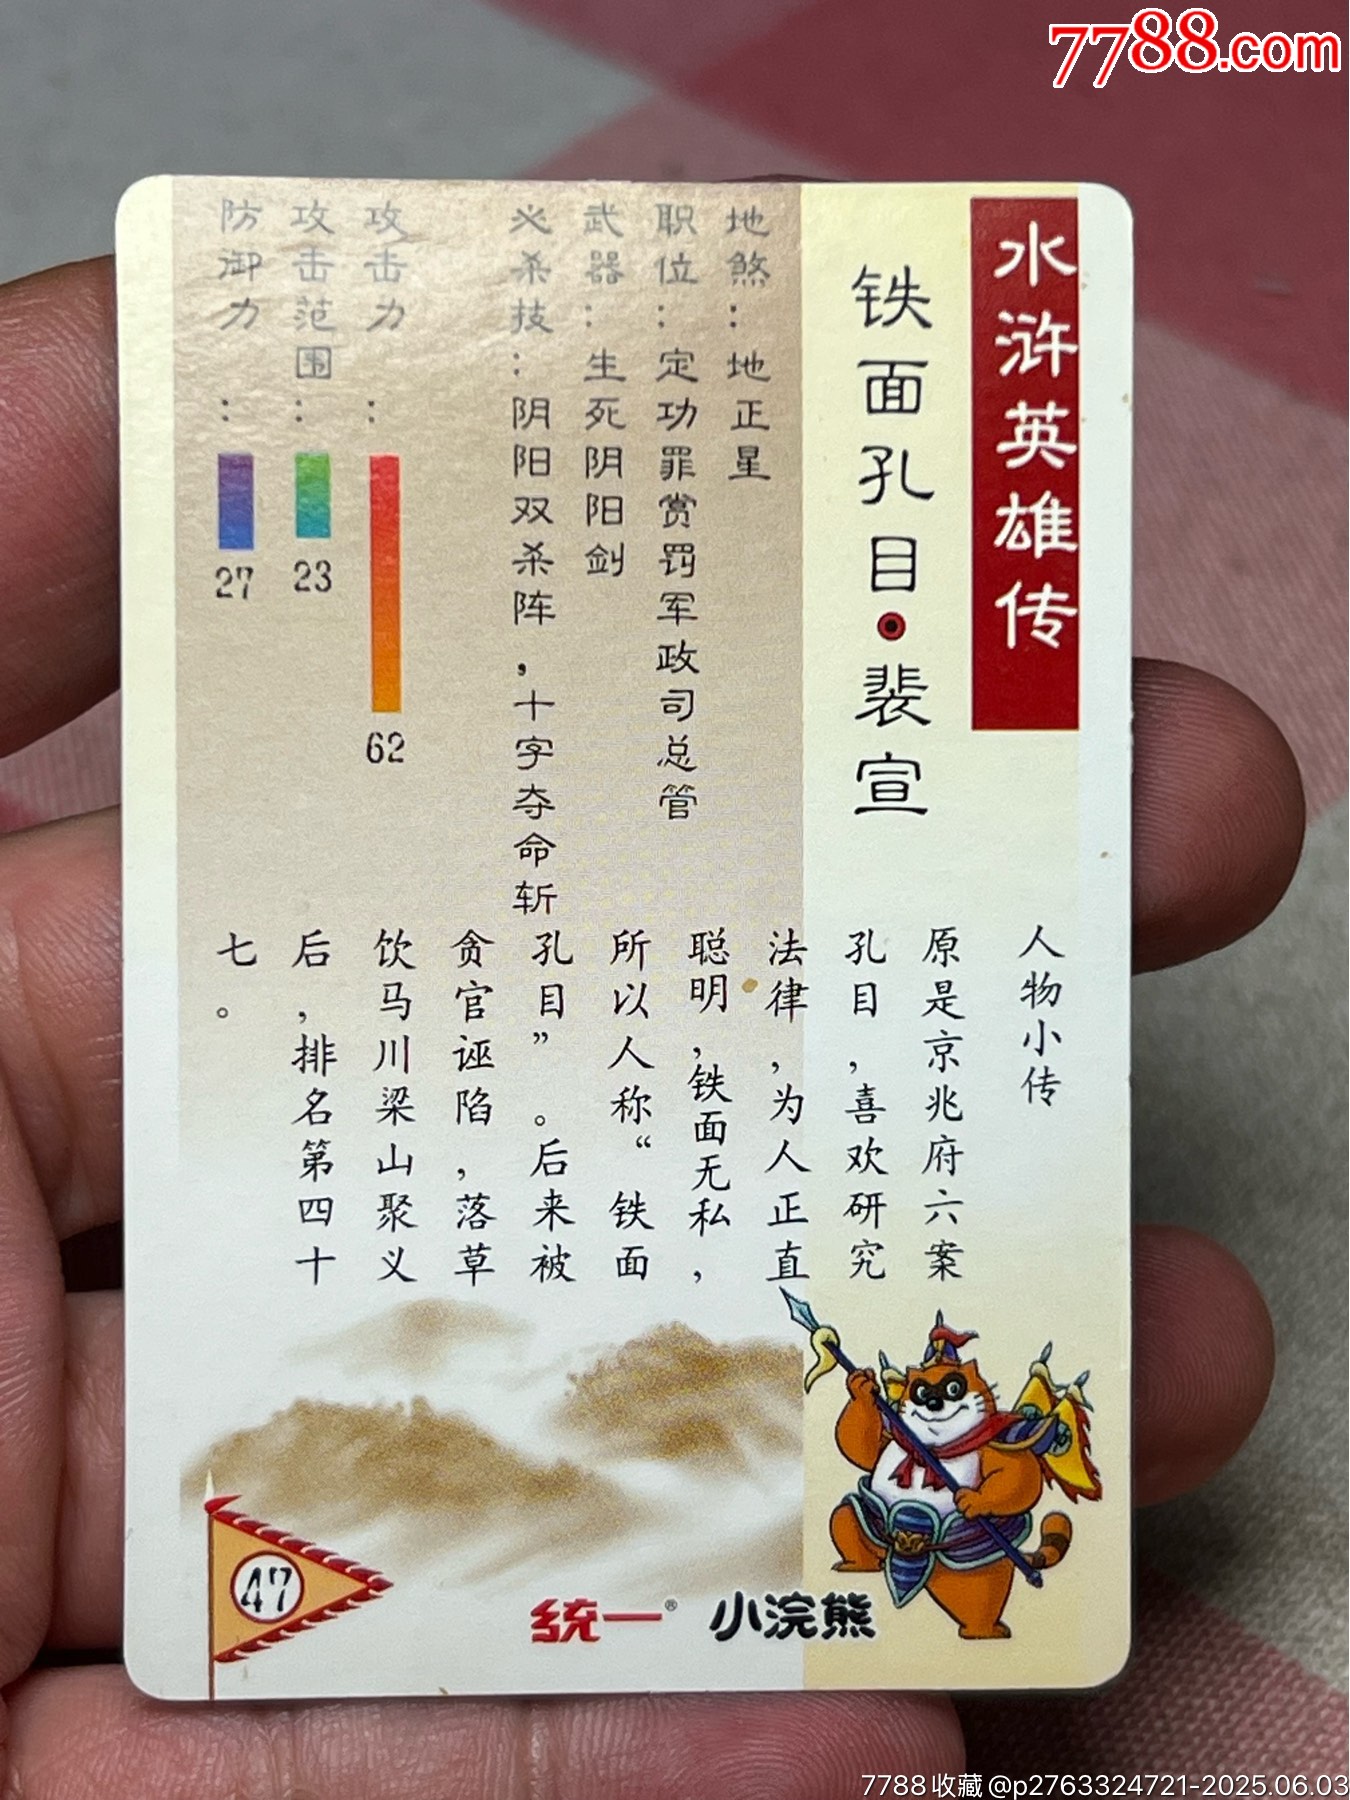 7788.com
水浒英雄传
铁面孔目·裴宣
地煞：地正星
职位：定功罪赏罚军政司总管
武器：生死阴阳剑
必杀技：阴阳双杀阵，十字夺命斩
攻击力：
62
攻击范围：
23
防御力：
27
人物小传
原是京兆府六案
孔目，喜欢研究
法律，为人正直
聪明，铁面无私，
所以人称“铁面
孔目”。后来被
贪官诬陷，落草
饮马川梁山聚义
后，排名第四十
七。
47
统一® 小浣熊
7788收藏@p2763324721-2025.06.03